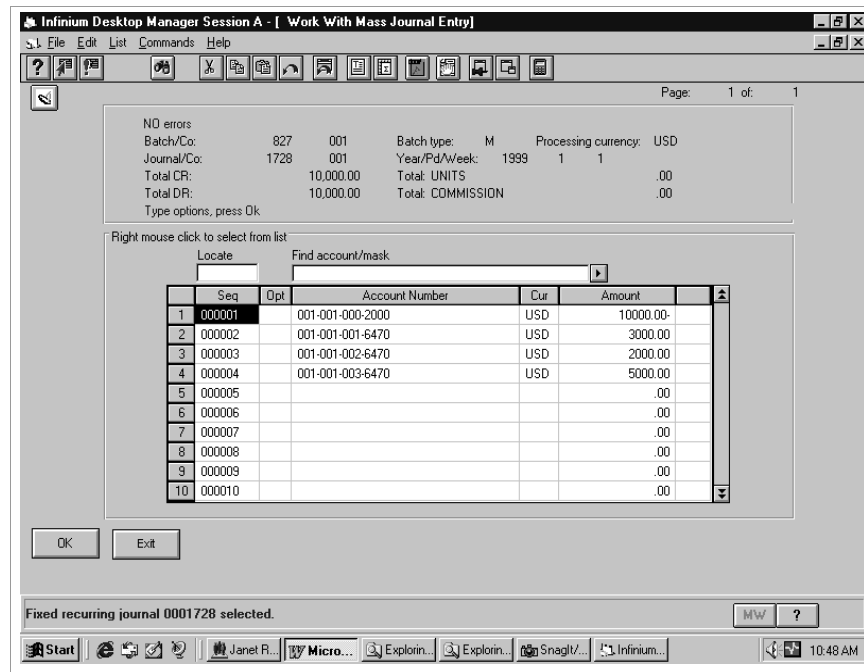 Infinium Desktop Manager Session A - [ Work With Mass Journal Entry]
File Edit List Commands Help
Page: 1 of: 1
NO errors
Batch/Co: 827 001 Batch type: M Processing currency: USD
Journal/Co: 1728 001 Year/Pd/Week: 1999 1 1
Total CR: 10,000.00 Total: UNITS .00
Total DR: 10,000.00 Total: COMMISSION .00
Type options, press Ok
Right mouse click to select from list
Locate Find account/mask
Seq Opt Account Number Cur Amount
1 000001 001-001-000-2000 USD 10000.00-
2 000002 001-001-001-6470 USD 3000.00
3 000003 001-001-002-6470 USD 2000.00
4 000004 001-001-003-6470 USD 5000.00
5 000005 .00
6 000006 .00
7 000007 .00
8 000008 .00
9 000009 .00
10 000010 .00
OK Exit
Fixed recurring journal 0001728 selected.
MW ?
Start Janet R... Micro... Explorin... Explorin... SnagIt/... Infinium... 10:48 AM